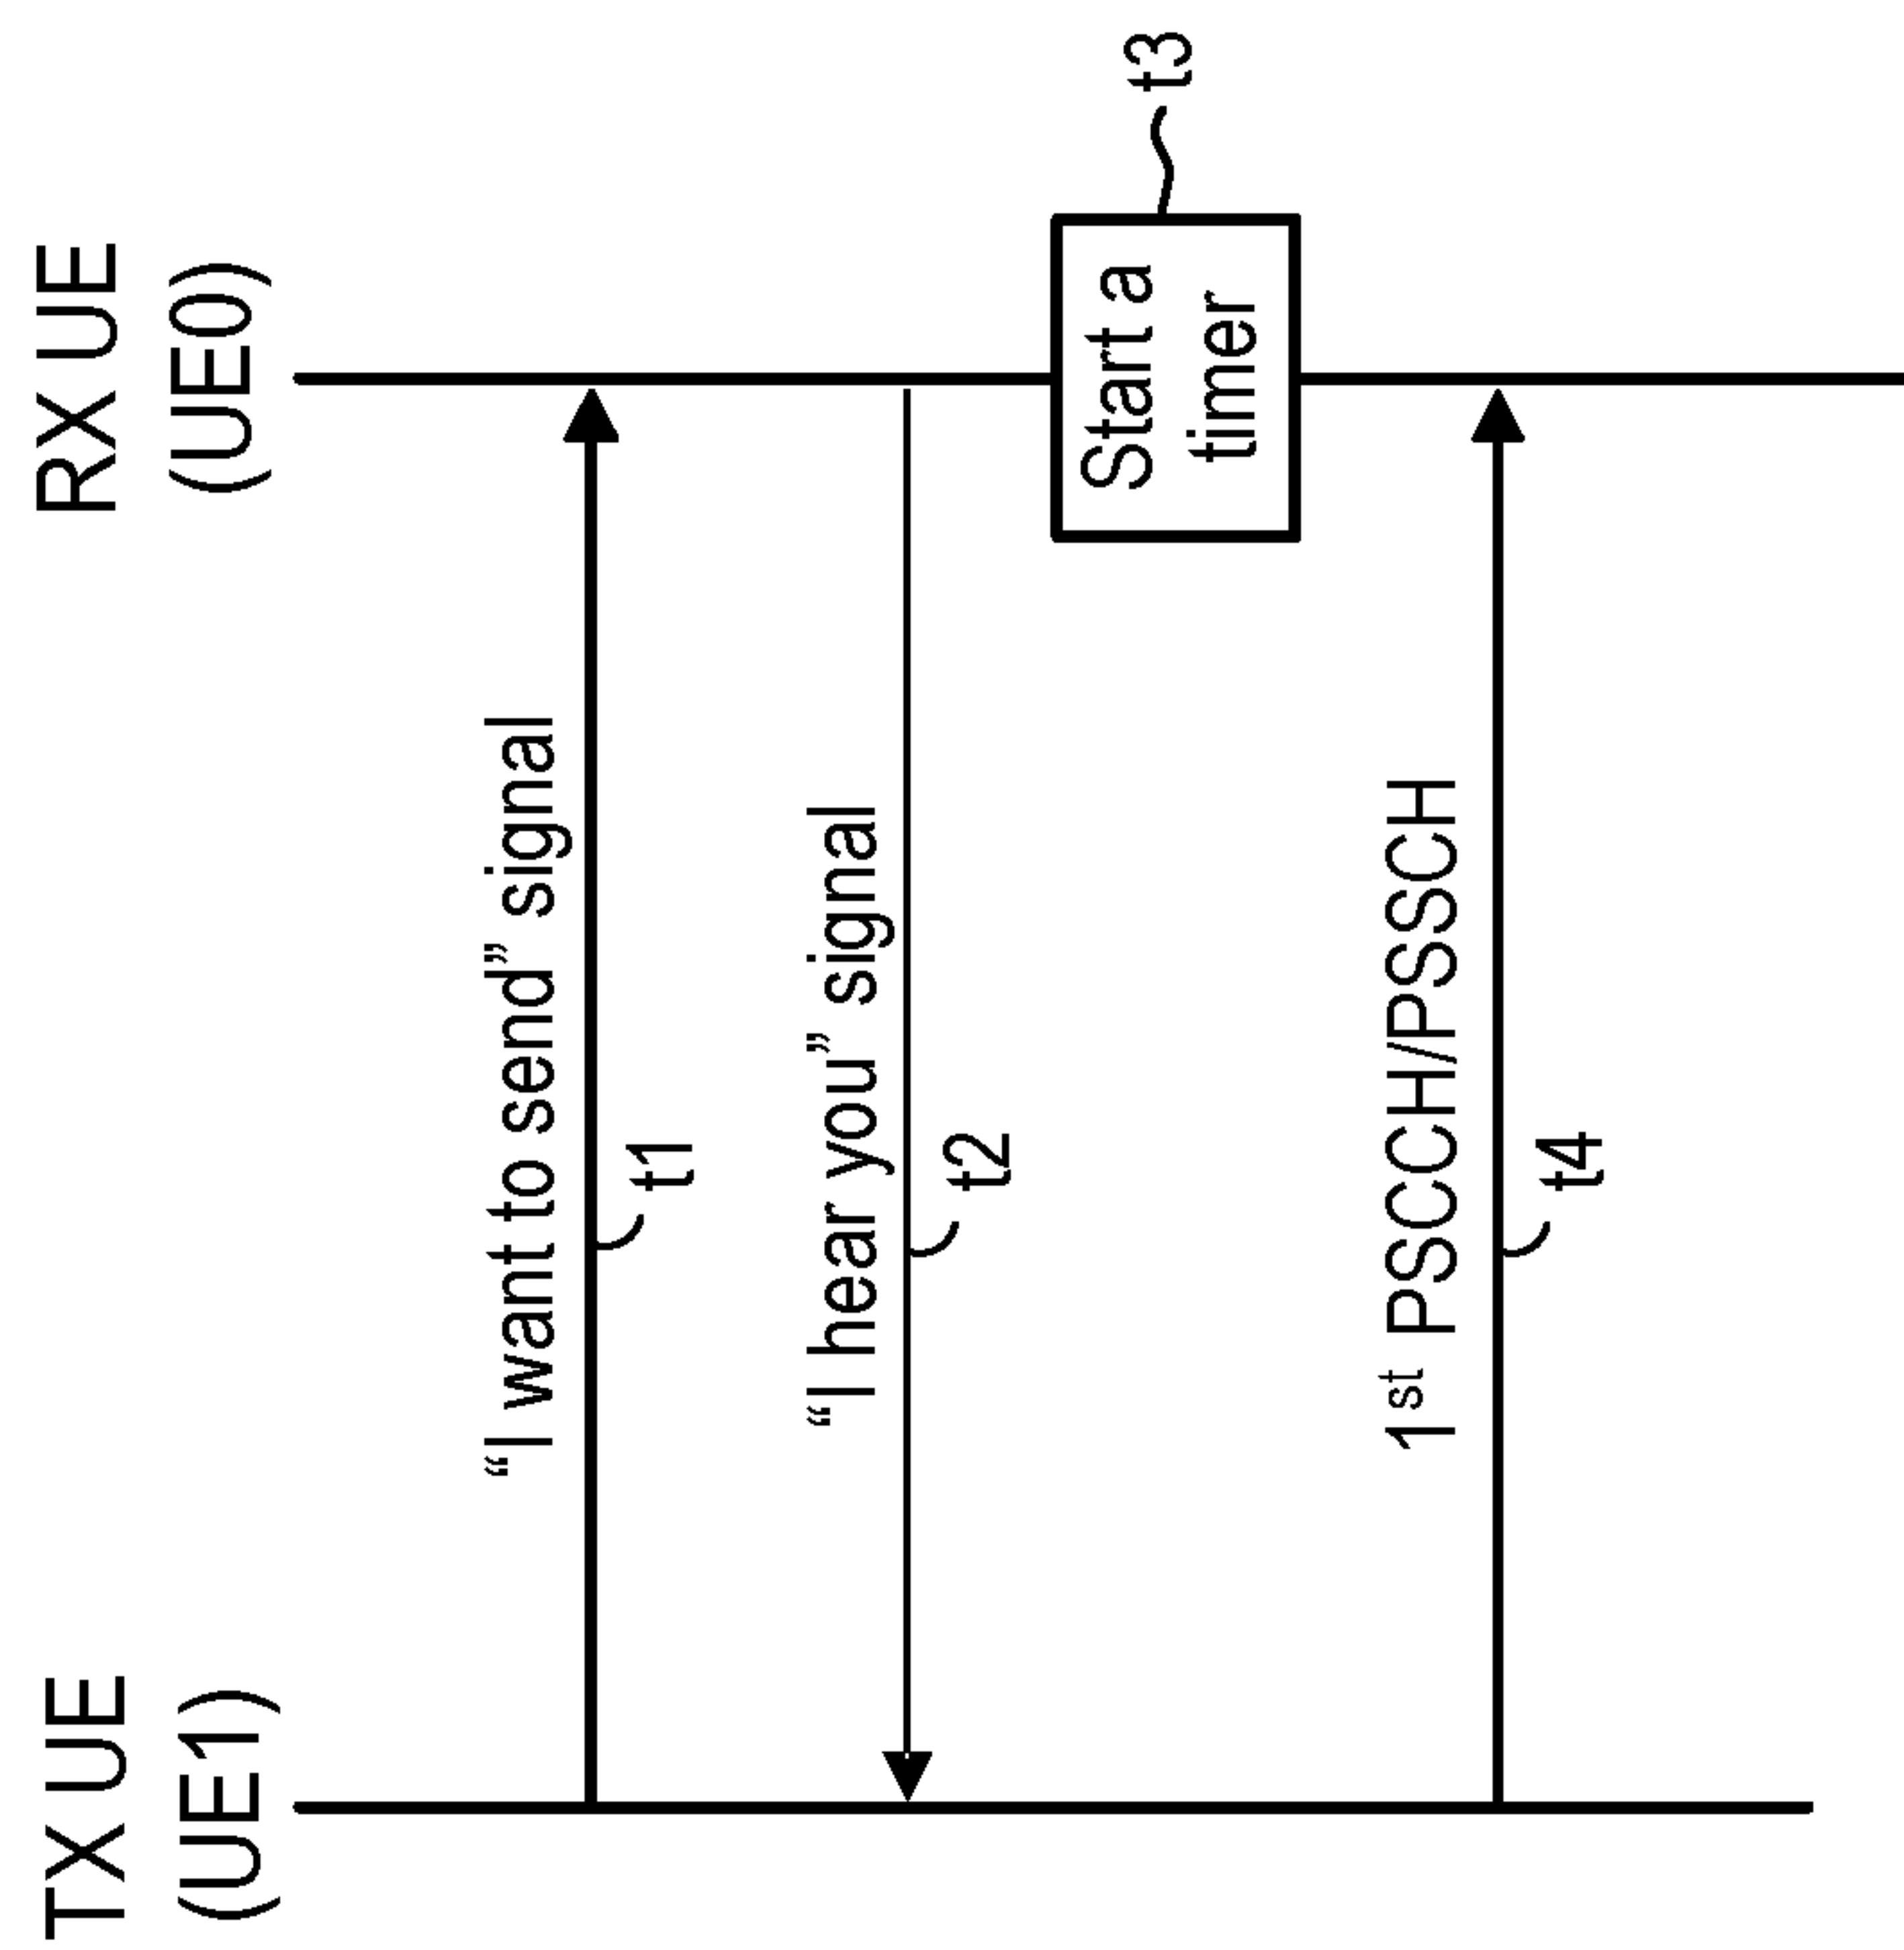 TX UE
(UE1)
RX UE
(UE0)
“I want to send” signal
t1
“I hear you” signal
t2
Start a
timer
t3
1st PSCCH/PSSCH
t4